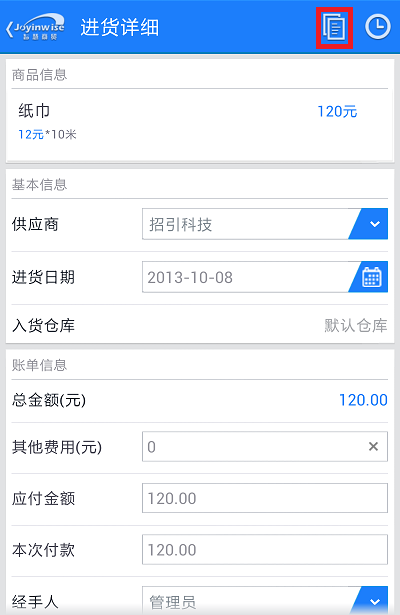 Joyinwise
智慧商贸
进货详细
商品信息
纸巾
120元
12元*10米
基本信息
供应商
招引科技
进货日期
2013-10-08
入货仓库
默认仓库
账单信息
总金额(元)
120.00
其他费用(元)
0
应付金额
120.00
本次付款
120.00
经手人
管理员